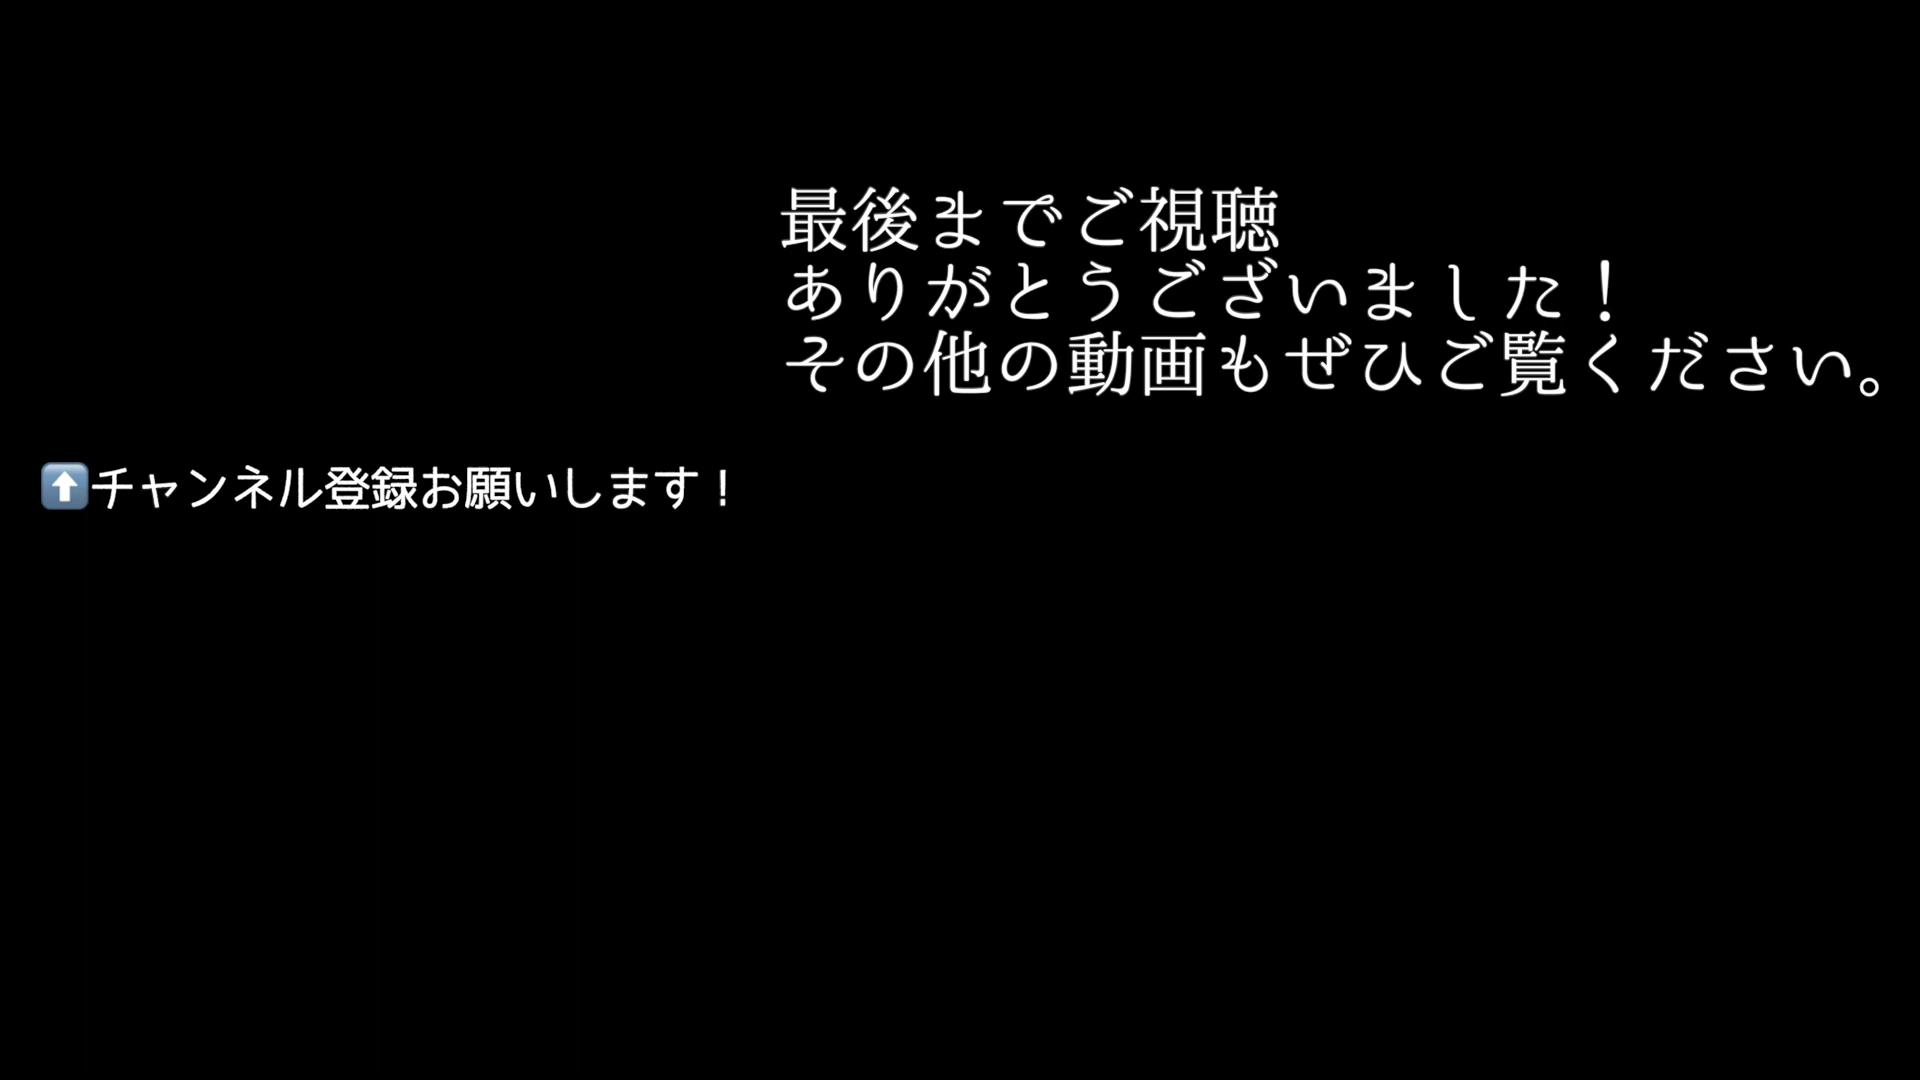 最後までご視聴
ありがとうございました！
その他の動画もぜひご覧ください。
⬆️チャンネル登録お願いします！